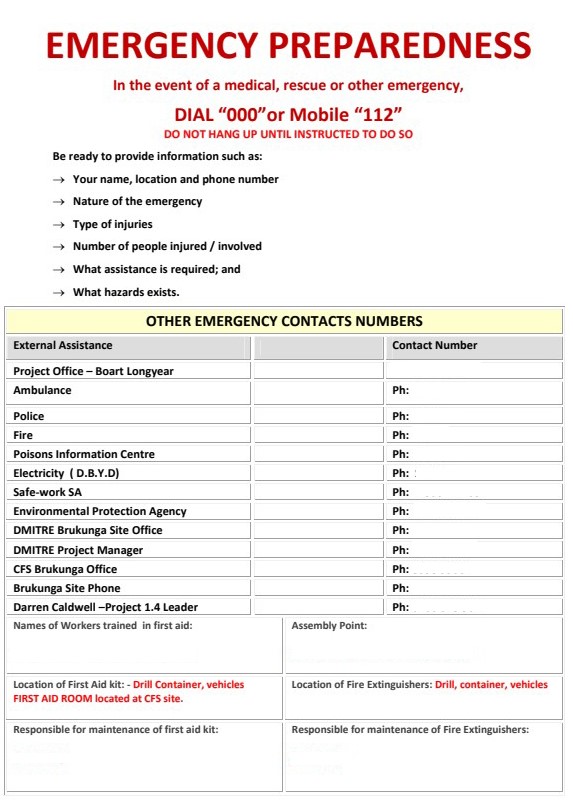 EMERGENCY PREPAREDNESS
In the event of a medical, rescue or other emergency,
DIAL “000”or Mobile “112”
DO NOT HANG UP UNTIL INSTRUCTED TO DO SO
Be ready to provide information such as:
→ Your name, location and phone number
→ Nature of the emergency
→ Type of injuries
→ Number of people injured / involved
→ What assistance is required; and
→ What hazards exists.
OTHER EMERGENCY CONTACTS NUMBERS
External Assistance Contact Number
Project Office – Boart Longyear
Ambulance Ph:
Police Ph:
Fire Ph:
Poisons Information Centre Ph:
Electricity ( D.B.Y.D) Ph:
Safe-work SA Ph:
Environmental Protection Agency Ph:
DMITRE Brukunga Site Office Ph:
DMITRE Project Manager Ph:
CFS Brukunga Office Ph:
Brukunga Site Phone Ph:
Darren Caldwell –Project 1.4 Leader Ph:
Names of Workers trained in first aid: Assembly Point:
Location of First Aid kit: - Drill Container, vehicles Location of Fire Extinguishers: Drill, container, vehicles
FIRST AID ROOM located at CFS site.
Responsible for maintenance of first aid kit: Responsible for maintenance of Fire Extinguishers: